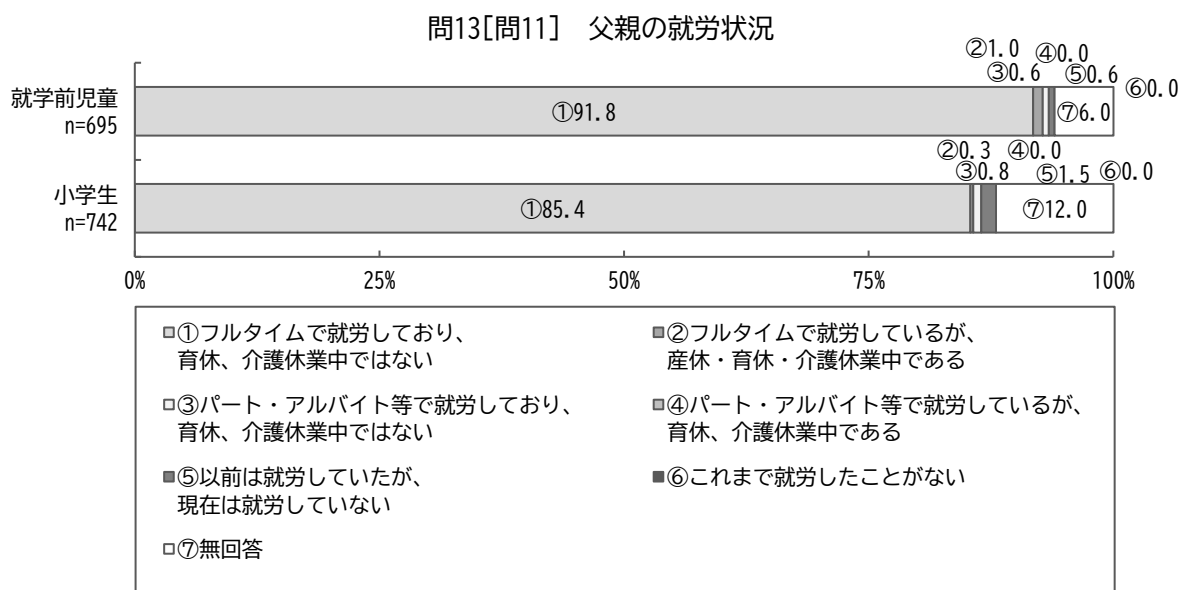 問13[問11]　父親の就労状況
②1.0 ④0.0
③0.6 ⑤0.6 ⑥0.0
就学前児童
n=695
①91.8 ⑦6.0
②0.3 ④0.0
③0.8 ⑤1.5 ⑥0.0
小学生
n=742
①85.4 ⑦12.0
0% 25% 50% 75% 100%
①フルタイムで就労しており、
育休、介護休業中ではない
②フルタイムで就労しているが、
産休・育休・介護休業中である
③パート・アルバイト等で就労しており、
育休、介護休業中ではない
④パート・アルバイト等で就労しているが、
育休、介護休業中である
⑤以前は就労していたが、
現在は就労していない
⑥これまで就労したことがない
⑦無回答